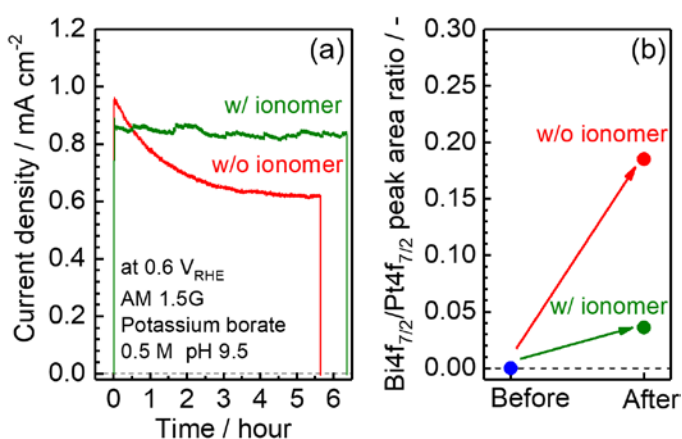 (a)
Current density / mA cm⁻²
1.2
1.0
0.8
0.6
0.4
0.2
0.0
w/ ionomer
w/o ionomer
at 0.6 V_RHE
AM 1.5G
Potassium borate
0.5 M pH 9.5
0 1 2 3 4 5 6
Time / hour
(b)
Bi4f₇/₂/Pt4f₇/₂ peak area ratio / -
0.30
0.25
0.20
0.15
0.10
0.05
0.00
w/o ionomer
w/ ionomer
Before After